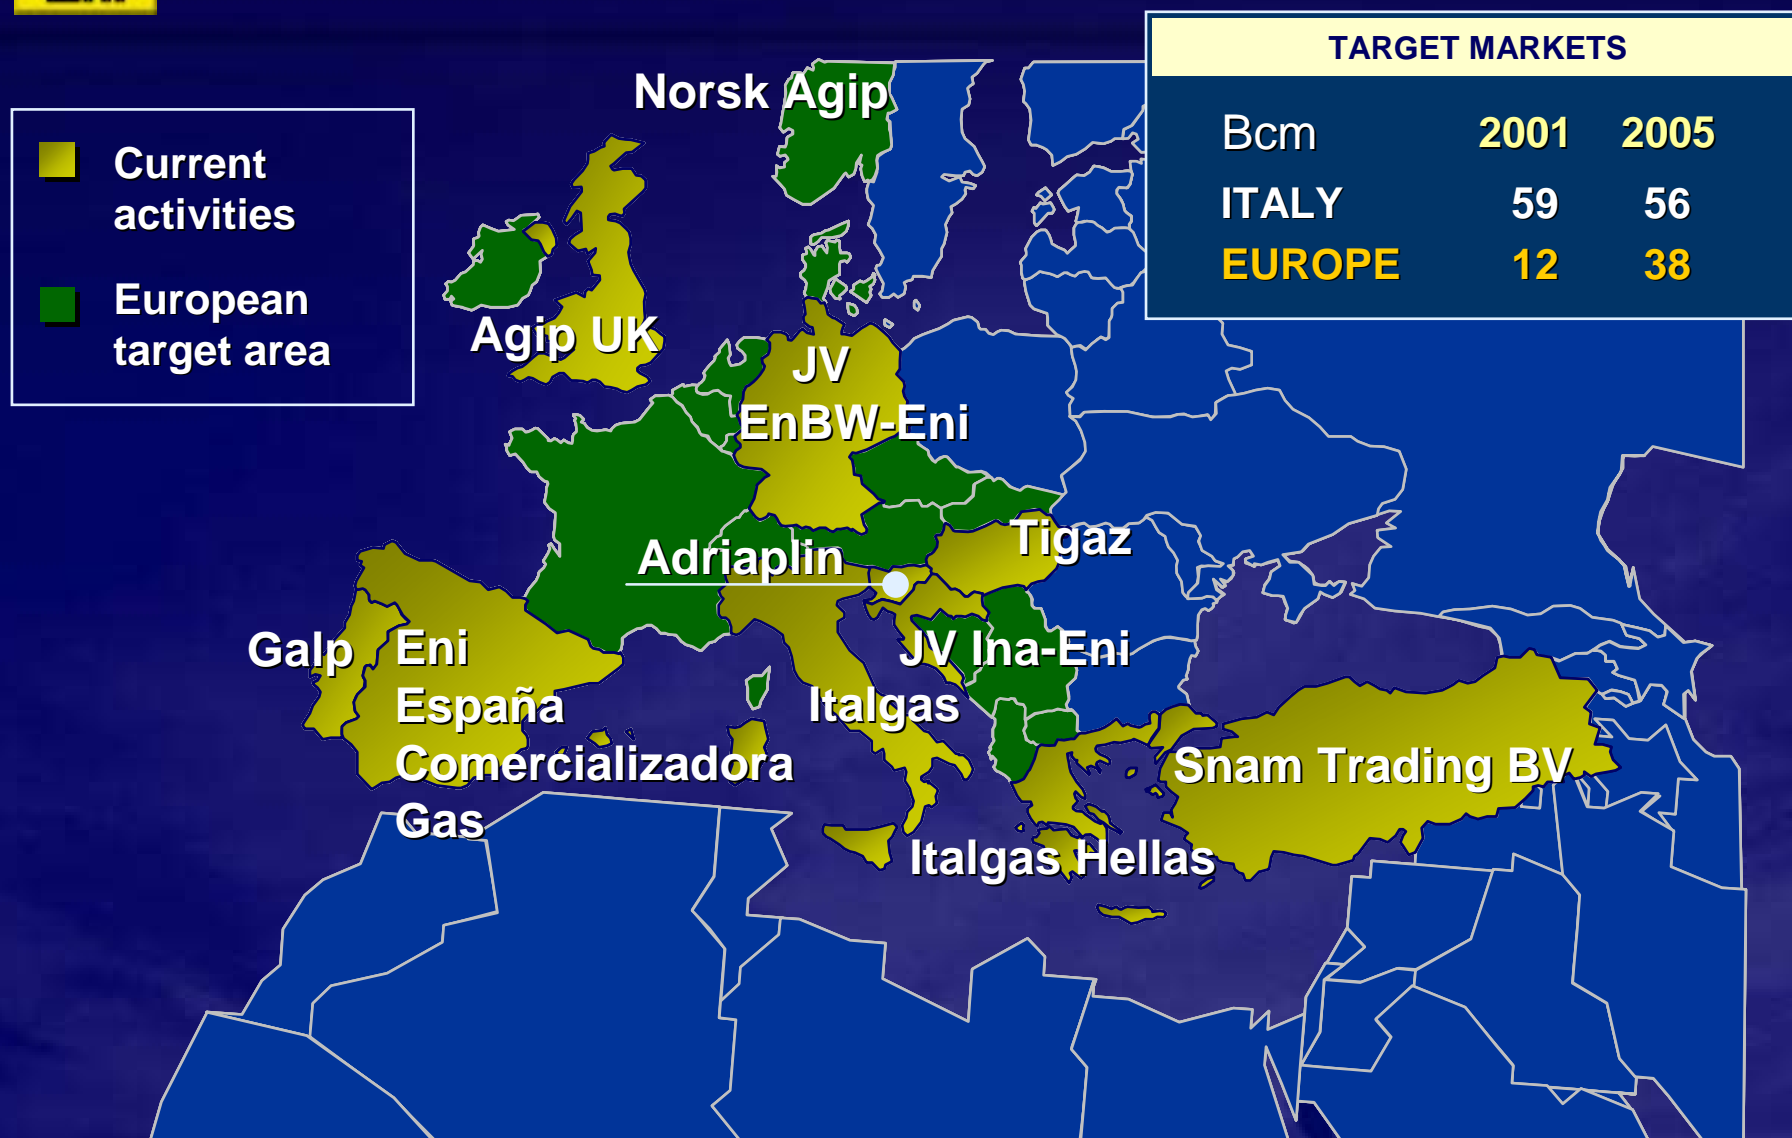 TARGET MARKETS
Bcm 2001 2005
ITALY 59 56
EUROPE 12 38
Current
activities
European
target area
Norsk Agip
Agip UK
JV
EnBW-Eni
Tigaz
Adriaplin
Galp
Eni
España
Comercializadora
Gas
JV Ina-Eni
Italgas
Snam Trading BV
Italgas Hellas